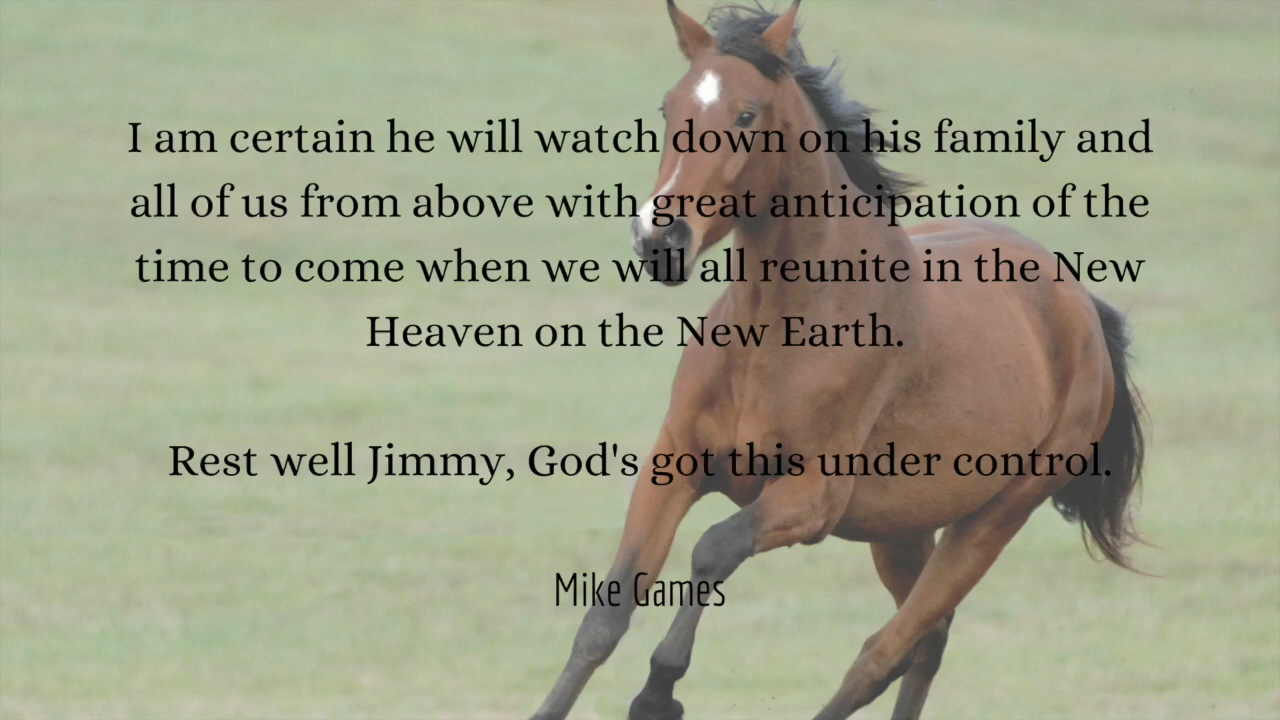 I am certain he will watch down on his family and
all of us from above with great anticipation of the
time to come when we will all reunite in the New
Heaven on the New Earth.
Rest well Jimmy, God's got this under control.
Mike Games